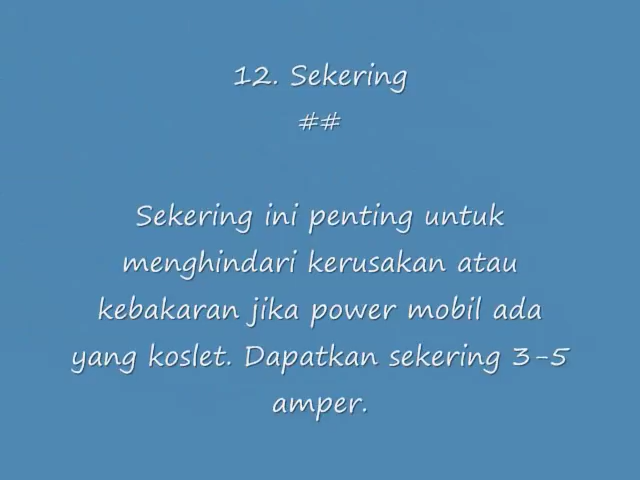 12. Sekering
##
Sekering ini penting untuk
menghindari kerusakan atau
kebakaran jika power mobil ada
yang koslet. Dapatkan sekering 3-5
amper.